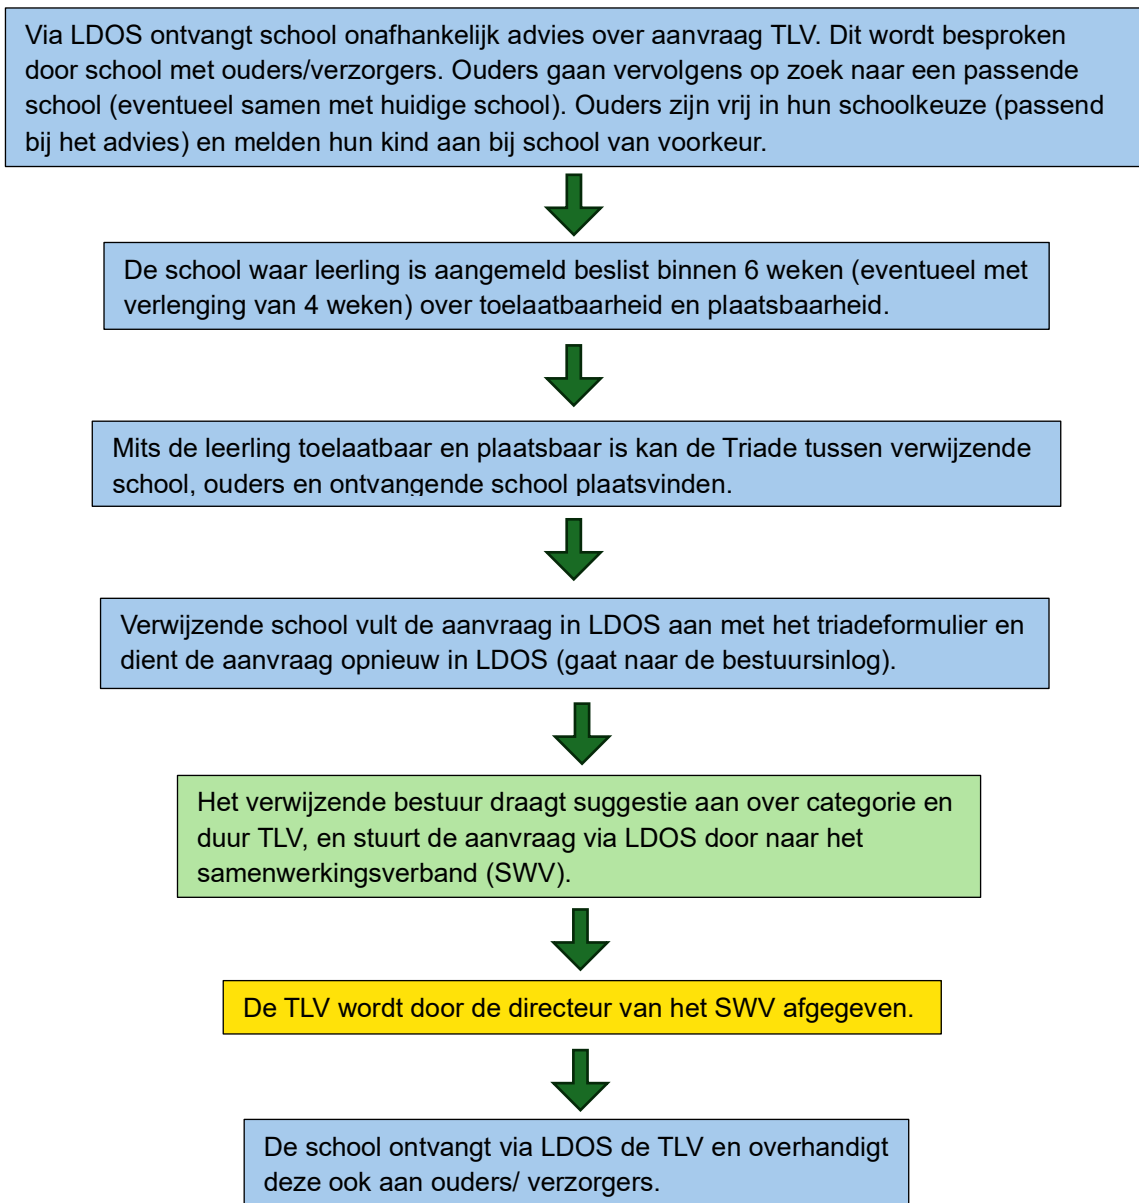 Via LDOS ontvangt school onafhankelijk advies over aanvraag TLV. Dit wordt besproken
door school met ouders/verzorgers. Ouders gaan vervolgens op zoek naar een passende
school (eventueel samen met huidige school). Ouders zijn vrij in hun schoolkeuze (passend
bij het advies) en melden hun kind aan bij school van voorkeur.
De school waar leerling is aangemeld beslist binnen 6 weken (eventueel met
verlenging van 4 weken) over toelaatbaarheid en plaatsbaarheid.
Mits de leerling toelaatbaar en plaatsbaar is kan de Triade tussen verwijzende
school, ouders en ontvangende school plaatsvinden.
Verwijzende school vult de aanvraag in LDOS aan met het triadeformulier en
dient de aanvraag opnieuw in LDOS (gaat naar de bestuursinlog).
Het verwijzende bestuur draagt suggestie aan over categorie en
duur TLV, en stuurt de aanvraag via LDOS door naar het
samenwerkingsverband (SWV).
De TLV wordt door de directeur van het SWV afgegeven.
De school ontvangt via LDOS de TLV en overhandigt
deze ook aan ouders/ verzorgers.